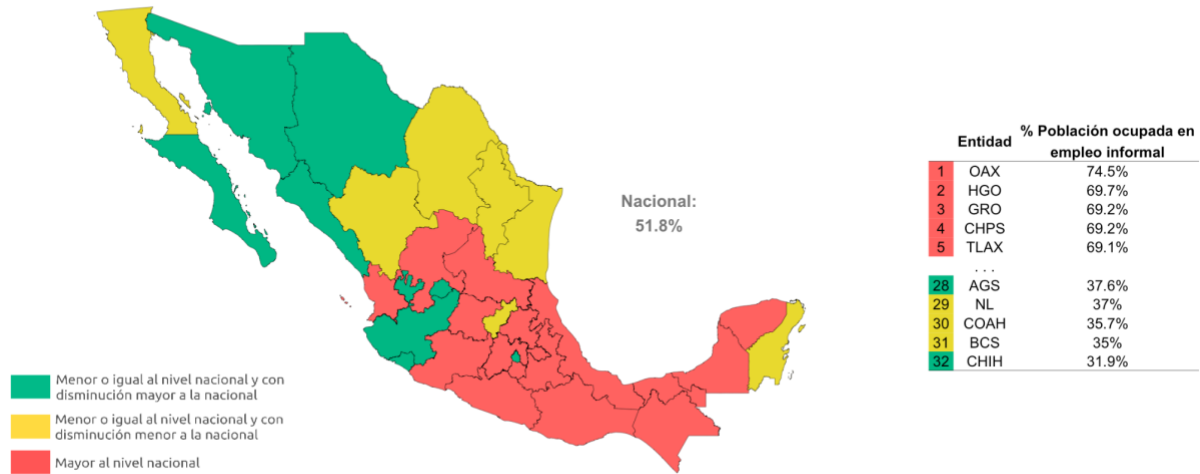 Nacional:
51.8%
Entidad
% Población ocupada en
empleo informal
1 OAX 74.5%
2 HGO 69.7%
3 GRO 69.2%
4 CHPS 69.2%
5 TLAX 69.1%
. . .
28 AGS 37.6%
29 NL 37%
30 COAH 35.7%
31 BCS 35%
32 CHIH 31.9%
Menor o igual al nivel nacional y con
disminución mayor a la nacional
Menor o igual al nivel nacional y con
disminución menor a la nacional
Mayor al nivel nacional